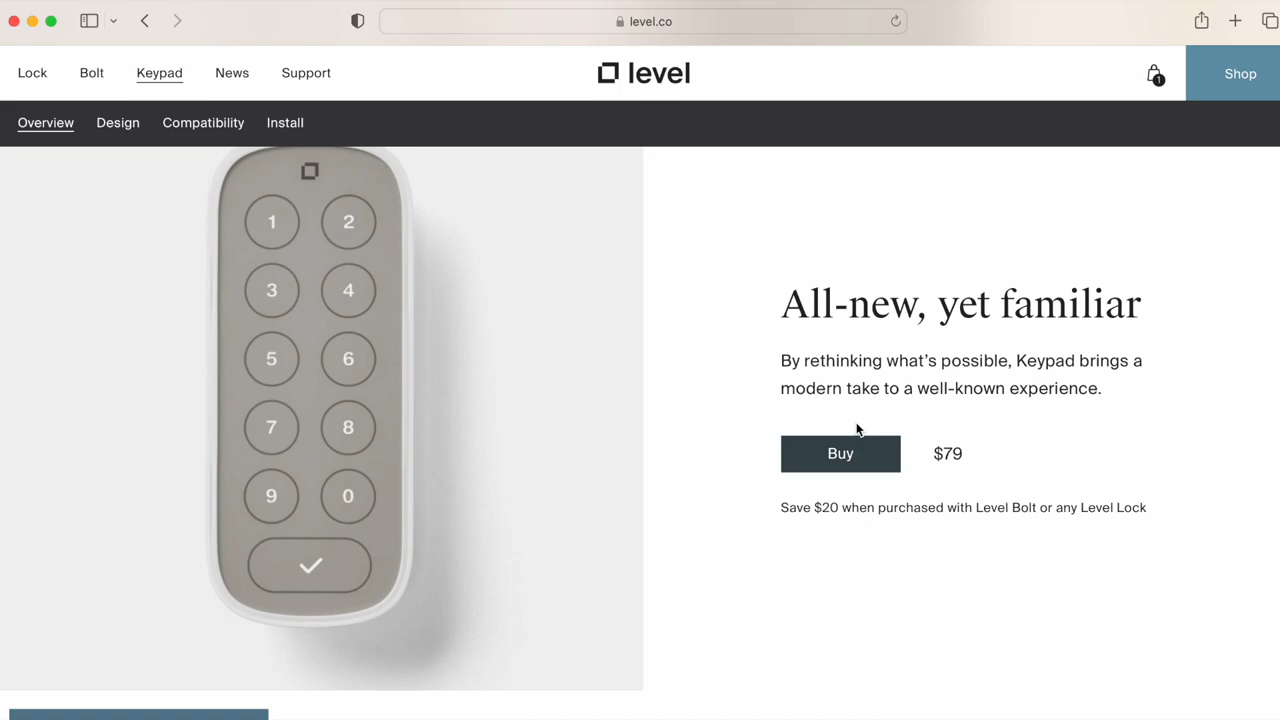 level.co
Lock Bolt Keypad News Support
level
1
Shop
Overview Design Compatibility Install
1 2
3 4
5 6
7 8
9 0
All-new, yet familiar
By rethinking what’s possible, Keypad brings a
modern take to a well-known experience.
Buy $79
Save $20 when purchased with Level Bolt or any Level Lock